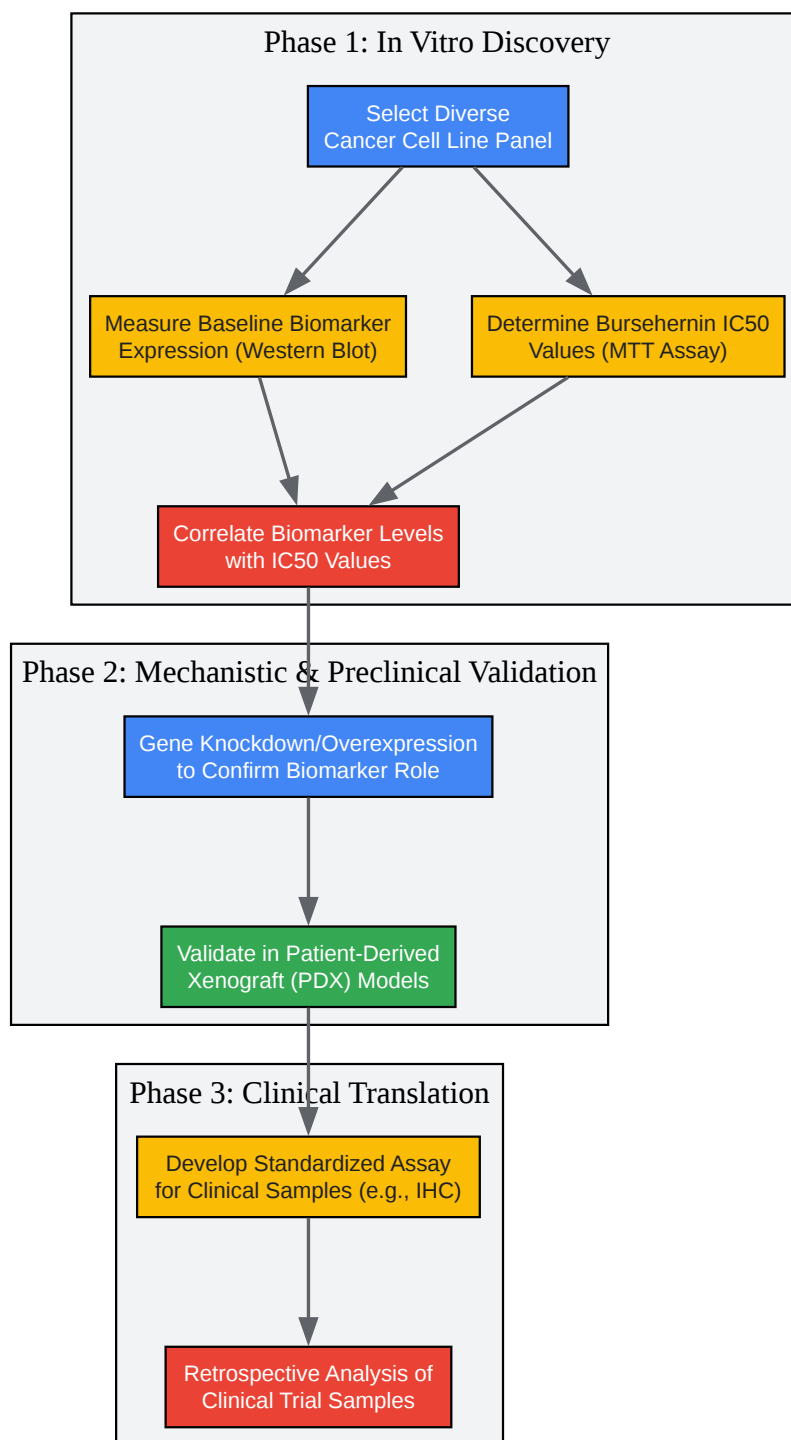 Phase 1: In Vitro Discovery
Select Diverse
Cancer Cell Line Panel
Measure Baseline Biomarker
Expression (Western Blot)
Determine Bursehernin IC50
Values (MTT Assay)
Correlate Biomarker Levels
with IC50 Values
Phase 2: Mechanistic & Preclinical Validation
Gene Knockdown/Overexpression
to Confirm Biomarker Role
Validate in Patient-Derived
Xenograft (PDX) Models
Phase 3: Clinical Translation
Develop Standardized Assay
for Clinical Samples (e.g., IHC)
Retrospective Analysis of
Clinical Trial Samples